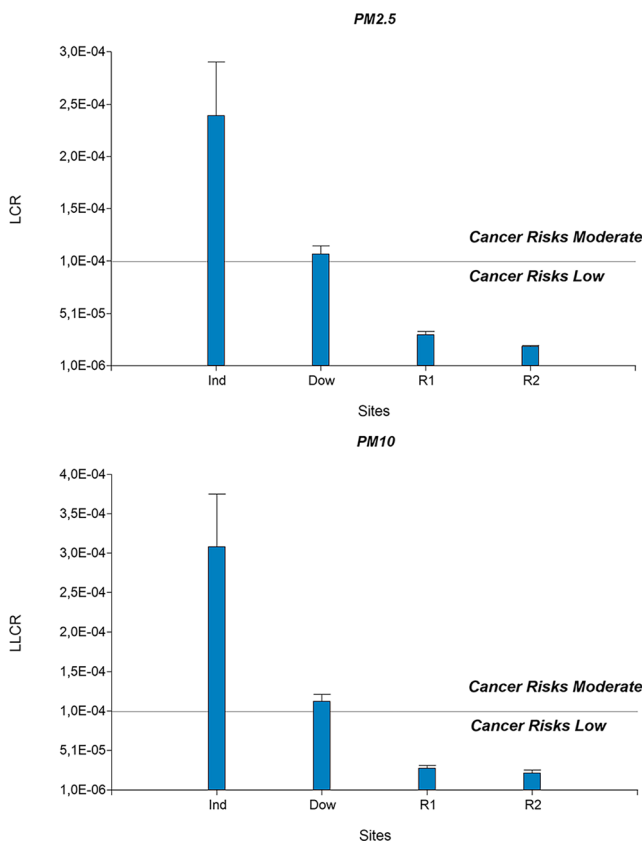 PM2.5
3,0E-04
2,5E-04
2,0E-04
1,5E-04
1,0E-04
5,1E-05
1,0E-06
LCR
Cancer Risks Moderate
Cancer Risks Low
Ind Dow R1 R2
Sites
PM10
4,0E-04
3,5E-04
3,0E-04
2,5E-04
2,0E-04
1,5E-04
1,0E-04
5,1E-05
1,0E-06
LLCR
Cancer Risks Moderate
Cancer Risks Low
Ind Dow R1 R2
Sites